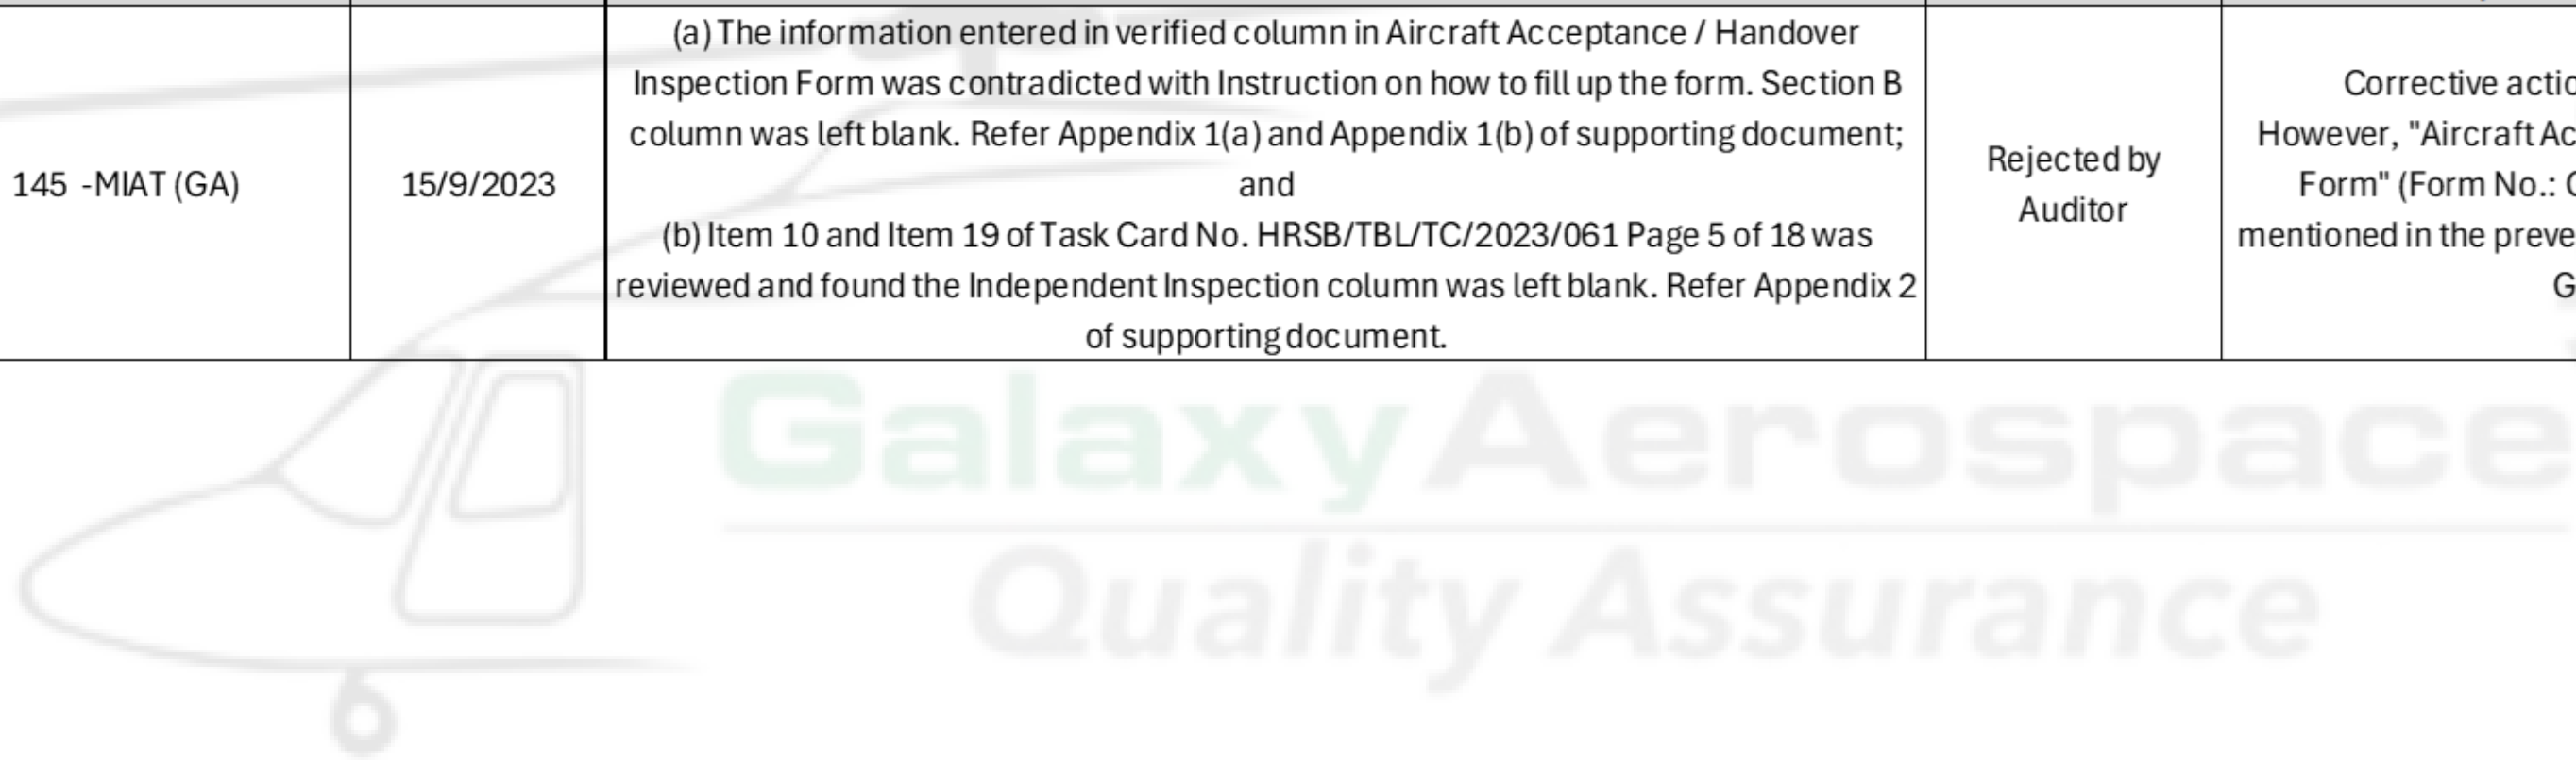 145 -MIAT (GA)
15/9/2023
(a) The information entered in verified column in Aircraft Acceptance / Handover
Inspection Form was contradicted with Instruction on how to fill up the form. Section B
column was left blank. Refer Appendix 1(a) and Appendix 1(b) of supporting document;
and
(b) Item 10 and Item 19 of Task Card No. HRSB/TBL/TC/2023/061 Page 5 of 18 was
reviewed and found the Independent Inspection column was left blank. Refer Appendix 2
of supporting document.
Rejected by
Auditor
Corrective
However, "Aircraft
Form" (Form No.:
mentioned in the
GalaxyAerospace
Quality Assurance